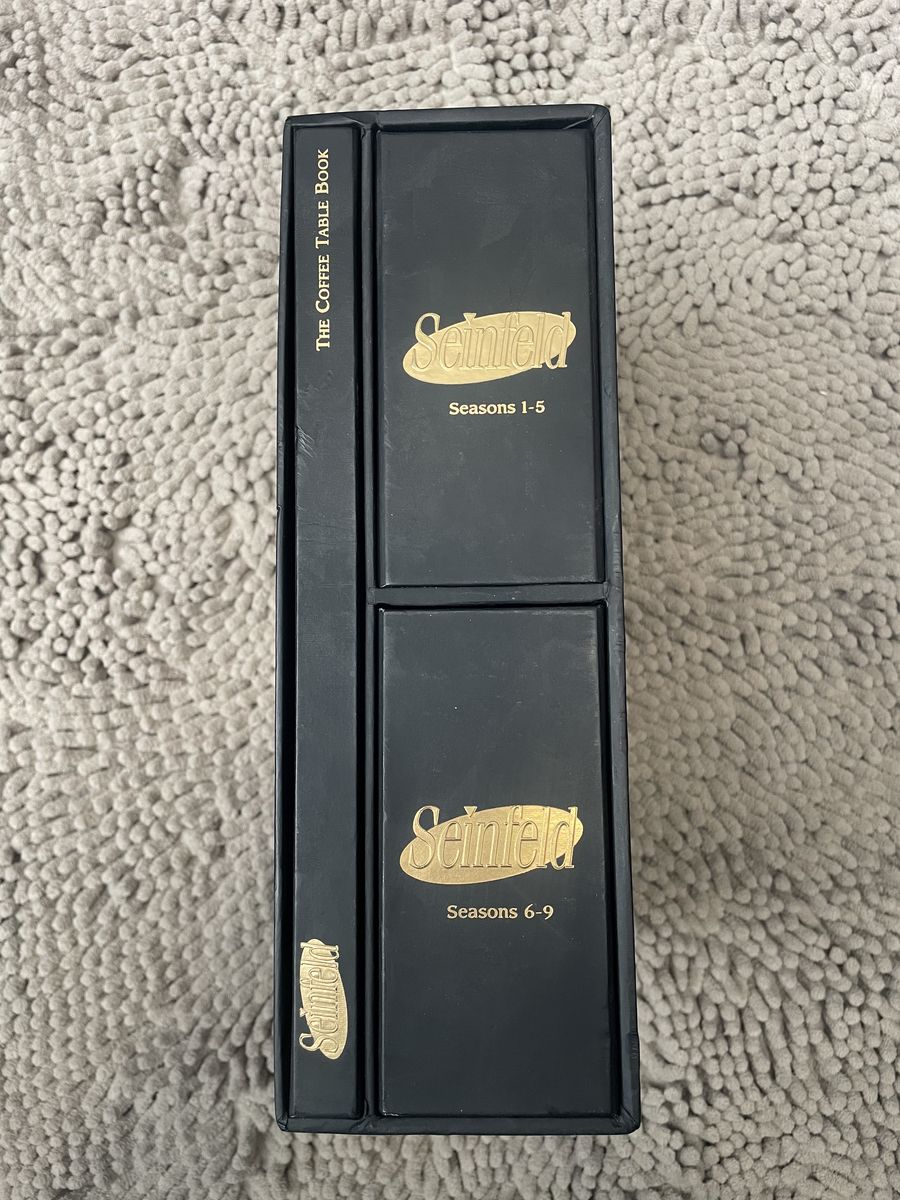 The Coffee Table Book
Seinfeld
Seinfeld
Seasons 1-5
Seinfeld
Seasons 6-9